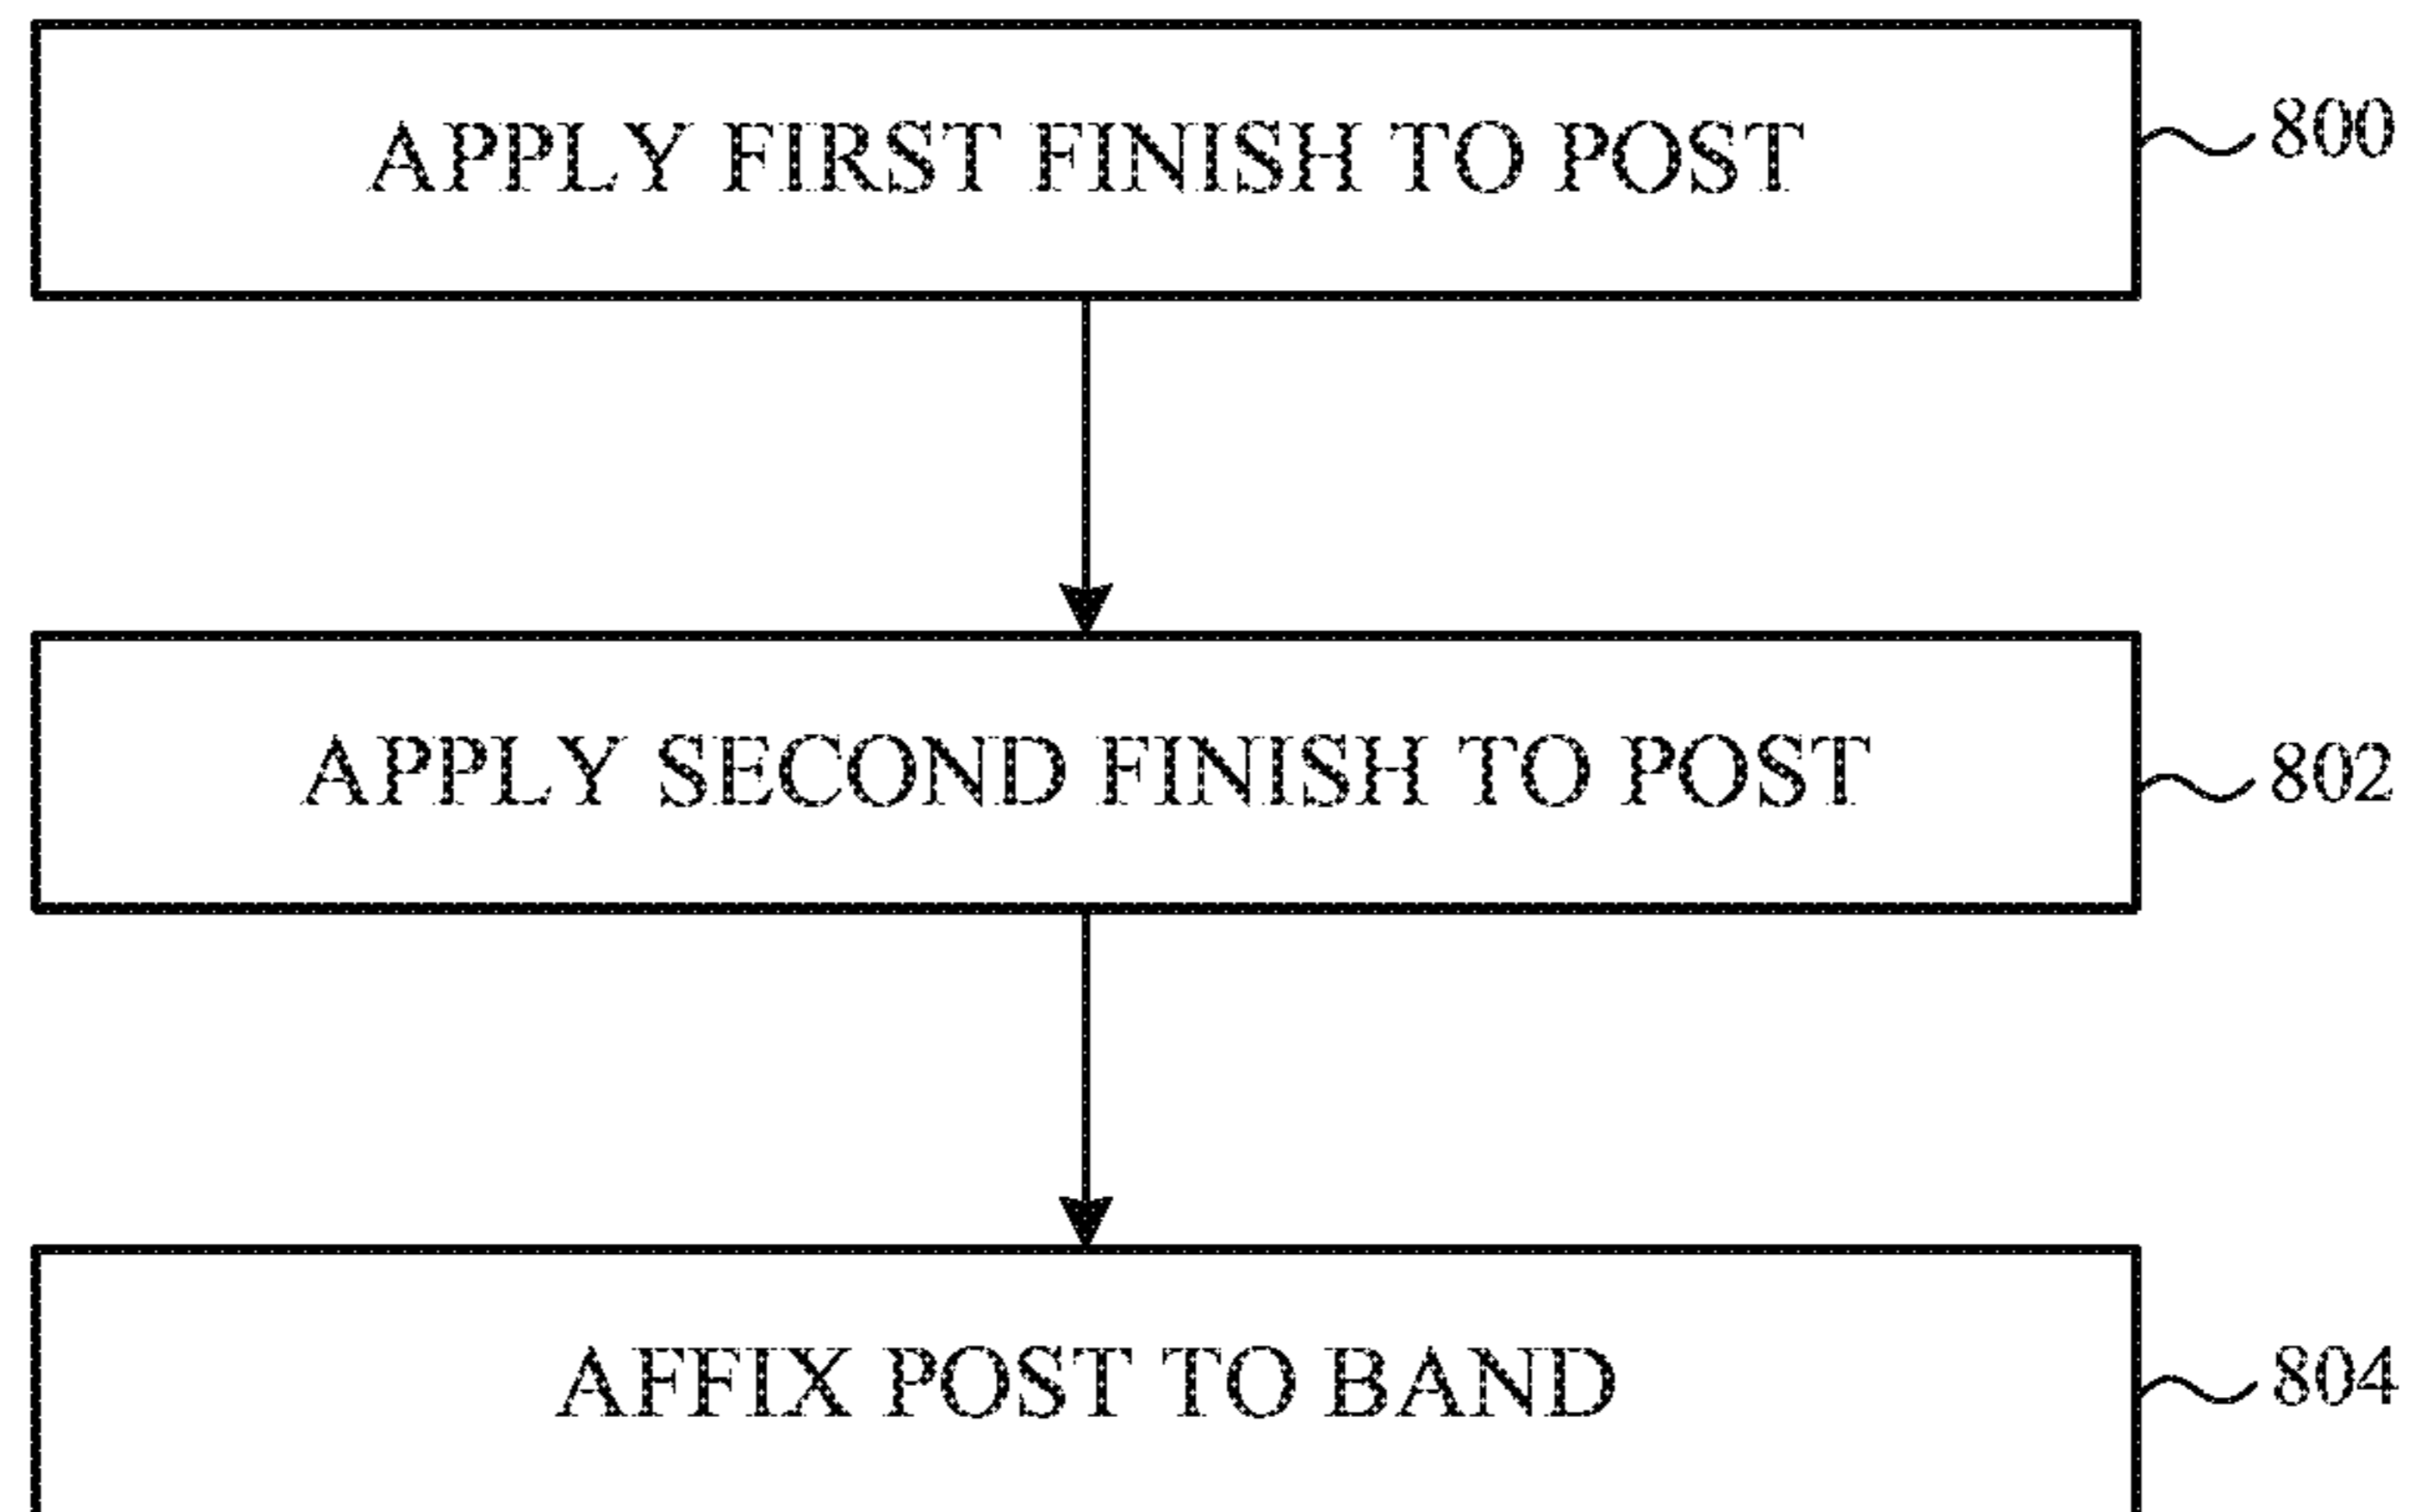 APPLY FIRST FINISH TO POST
800
APPLY SECOND FINISH TO POST
802
AFFIX POST TO BAND
804